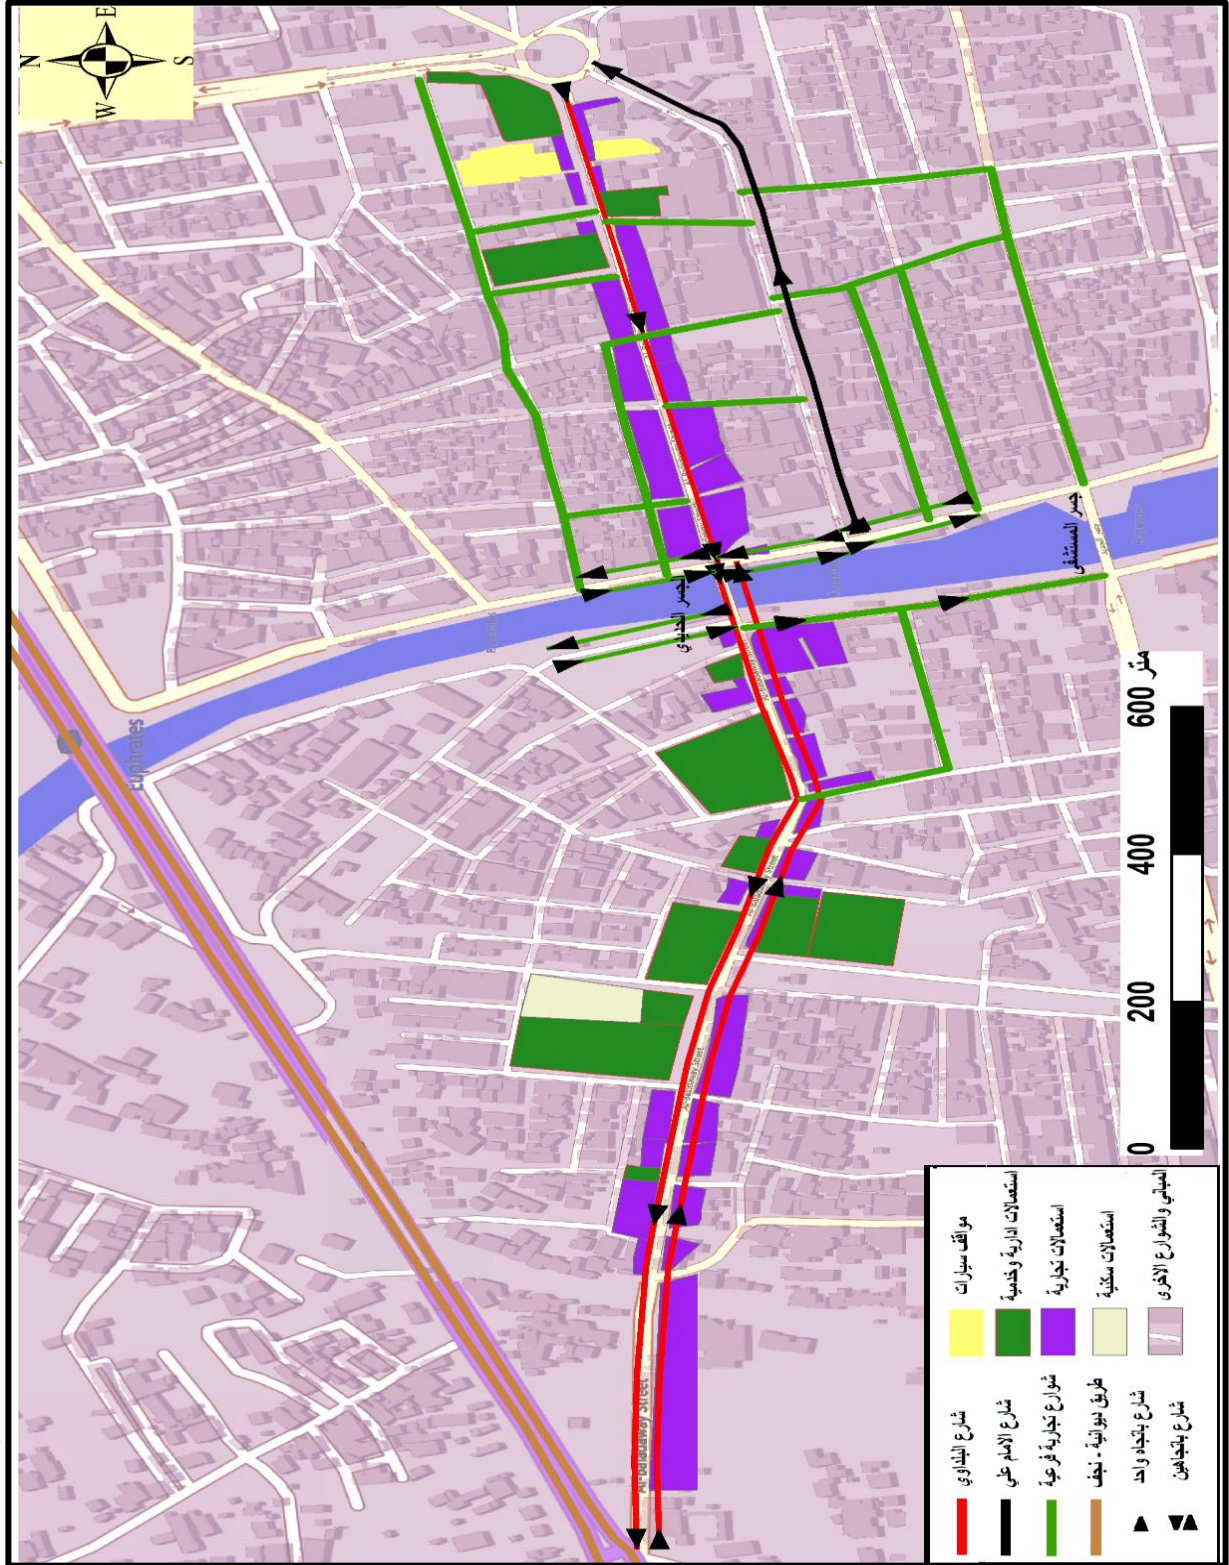 N
E
S
W
Euphrates
الجسر الحديدي
جسر المستشفى
Al-Baladaway Street
0
200
400
600 متر
شارع البلداوي
شارع الامام علي
شوارع تجارية فرعية
طريق ديوانية - نجف
شارع باتجاه واحد
شارع باتجاهين
مواقف سيارات
استعمالات ادارية وخدمية
استعمالات تجارية
استعمالات سكنية
المباني والشوارع الاخرى